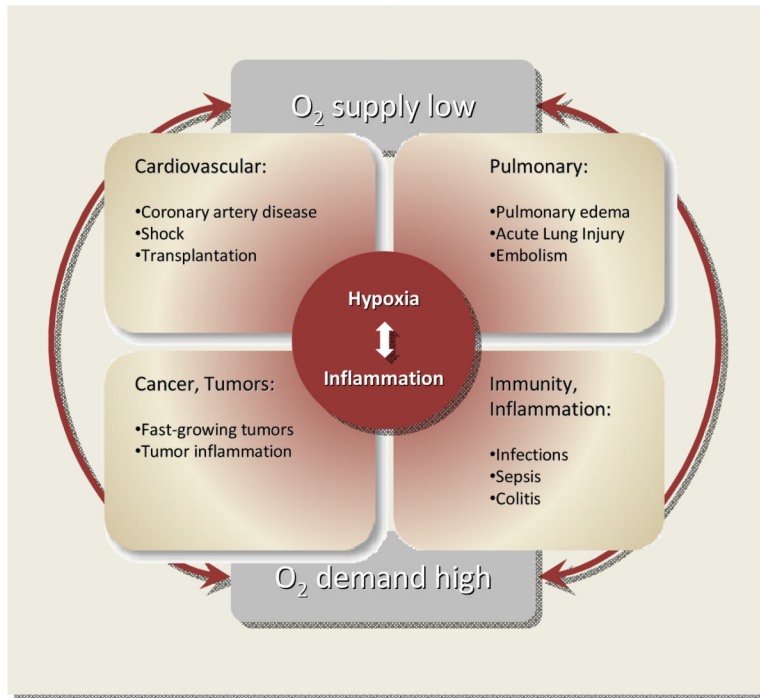 O₂ supply low
Cardiovascular:
•Coronary artery disease
•Shock
•Transplantation
Pulmonary:
•Pulmonary edema
•Acute Lung Injury
•Embolism
Hypoxia
Inflammation
Cancer, Tumors:
•Fast-growing tumors
•Tumor inflammation
Immunity,
Inflammation:
•Infections
•Sepsis
•Colitis
O₂ demand high